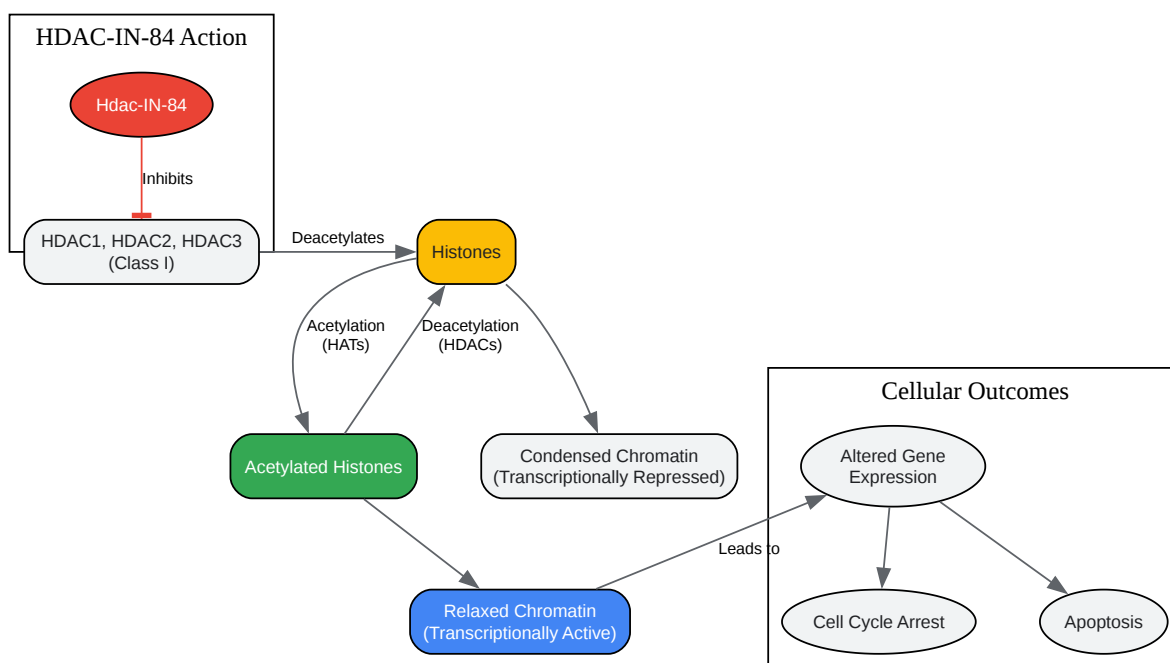 HDAC-IN-84 Action
Hdac-IN-84
Inhibits
HDAC1, HDAC2, HDAC3
(Class I)
Deacetylates
Histones
Acetylation
(HATs)
Deacetylation
(HDACs)
Acetylated Histones
Condensed Chromatin
(Transcriptionally Repressed)
Cellular Outcomes
Altered Gene
Expression
Leads to
Relaxed Chromatin
(Transcriptionally Active)
Cell Cycle Arrest
Apoptosis